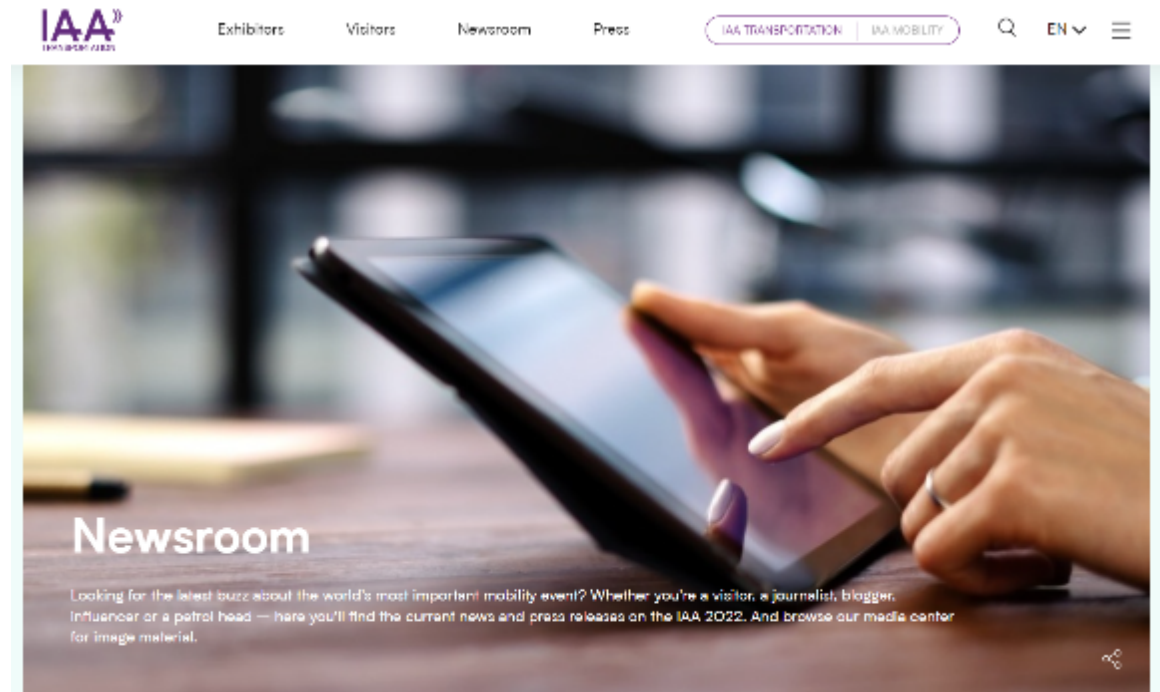 IAA
TRANSPORTATION
Exhibitors Visitors Newsroom Press IAA TRANSPORTATION IAA MOBILITY EN
Newsroom
Looking for the latest buzz about the world's most important mobility event? Whether you're a visitor, a journalist, blogger,
influencer or a petrol head — here you'll find the current news and press releases on the IAA 2022. And browse our media center
for image material.